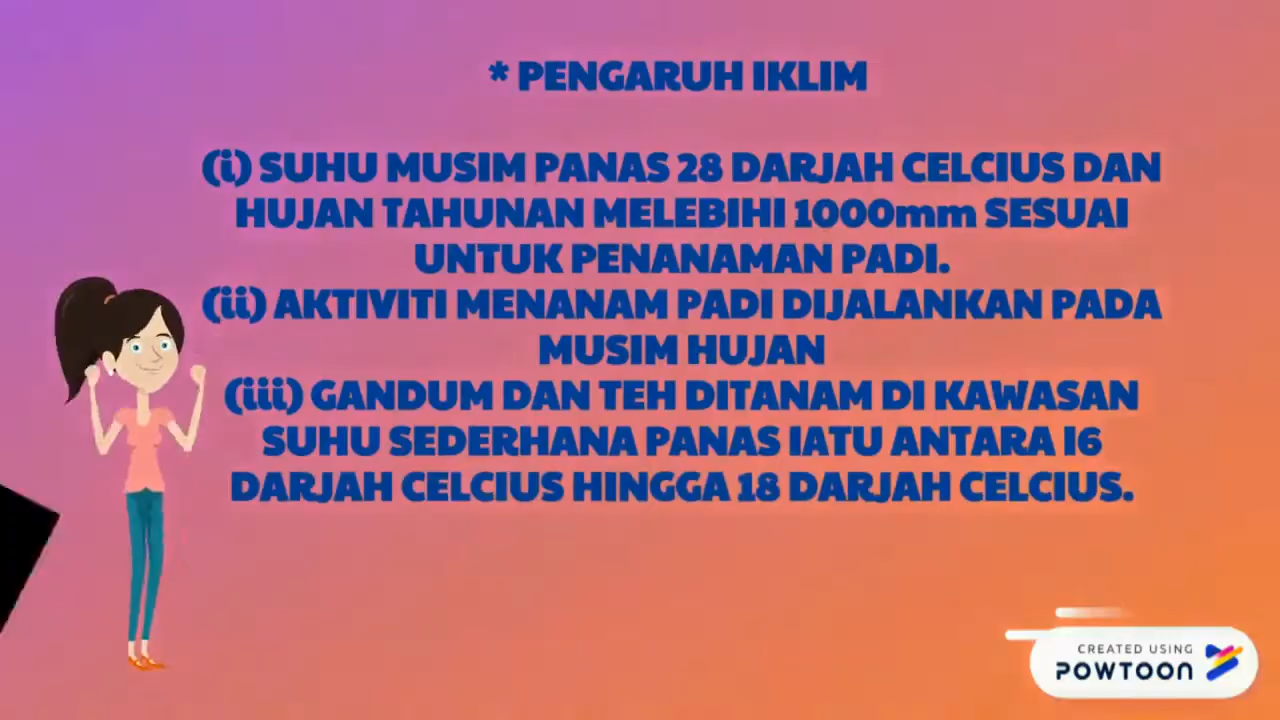 * PENGARUH IKLIM
(i) SUHU MUSIM PANAS 28 DARJAH CELCIUS DAN
HUJAN TAHUNAN MELEBIHI 1000mm SESUAI
UNTUK PENANAMAN PADI.
(ii) AKTIVITI MENANAM PADI DIJALANKAN PADA
MUSIM HUJAN
(iii) GANDUM DAN TEH DITANAM DI KAWASAN
SUHU SEDERHANA PANAS IATU ANTARA I6
DARJAH CELCIUS HINGGA 18 DARJAH CELCIUS.
CREATED USING
POWTOON